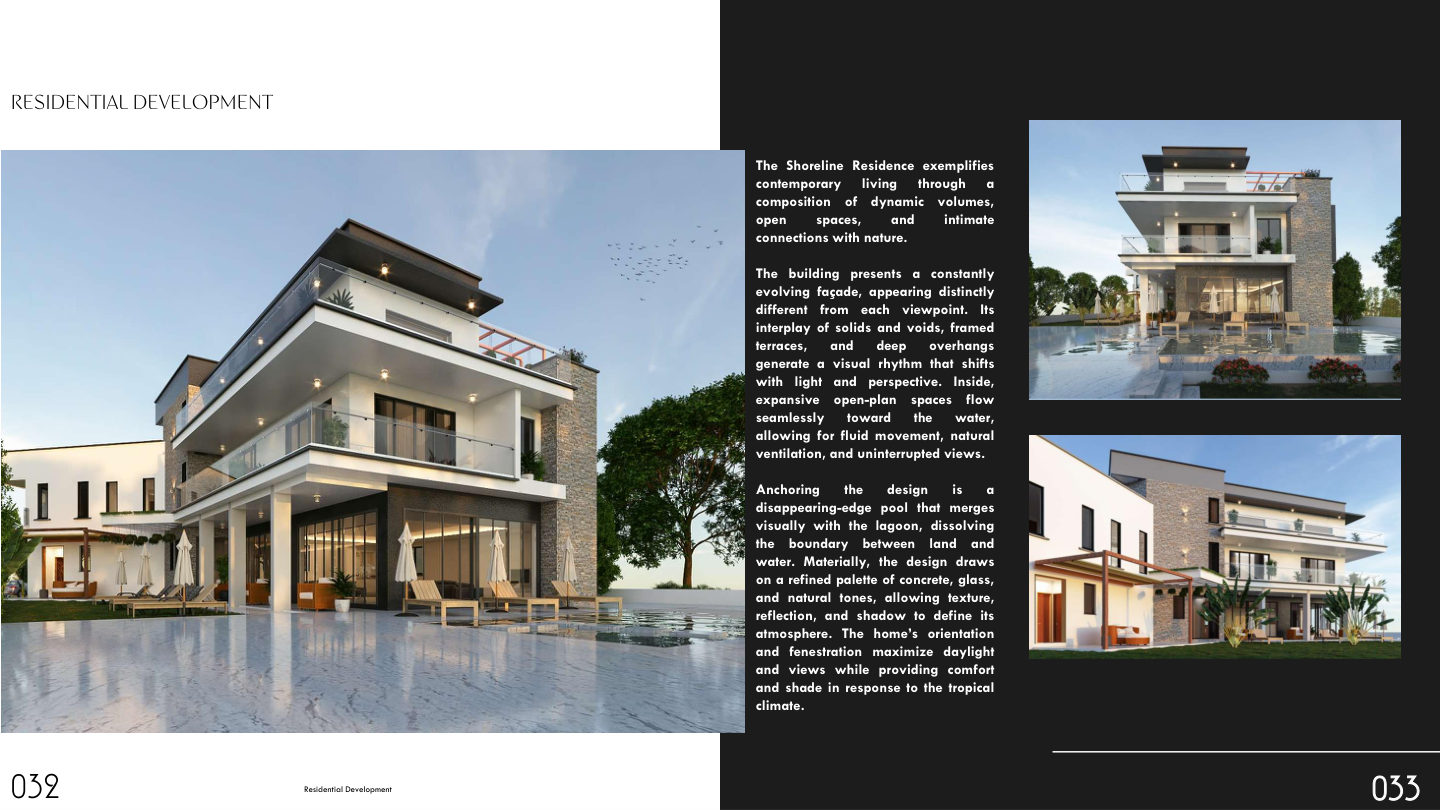 RESIDENTIAL DEVELOPMENT
The Shoreline Residence exemplifies
contemporary living through a
composition of dynamic volumes,
open spaces, and intimate
connections with nature.
The building presents a constantly
evolving façade, appearing distinctly
different from each viewpoint. Its
interplay of solids and voids, framed
terraces, and deep overhangs
generate a visual rhythm that shifts
with light and perspective. Inside,
expansive open-plan spaces flow
seamlessly toward the water,
allowing for fluid movement, natural
ventilation, and uninterrupted views.
Anchoring the design is a
disappearing-edge pool that merges
visually with the lagoon, dissolving
the boundary between land and
water. Materially, the design draws
on a refined palette of concrete, glass,
and natural tones, allowing texture,
reflection, and shadow to define its
atmosphere. The home's orientation
and fenestration maximize daylight
and views while providing comfort
and shade in response to the tropical
climate.
032
Residential Development
033